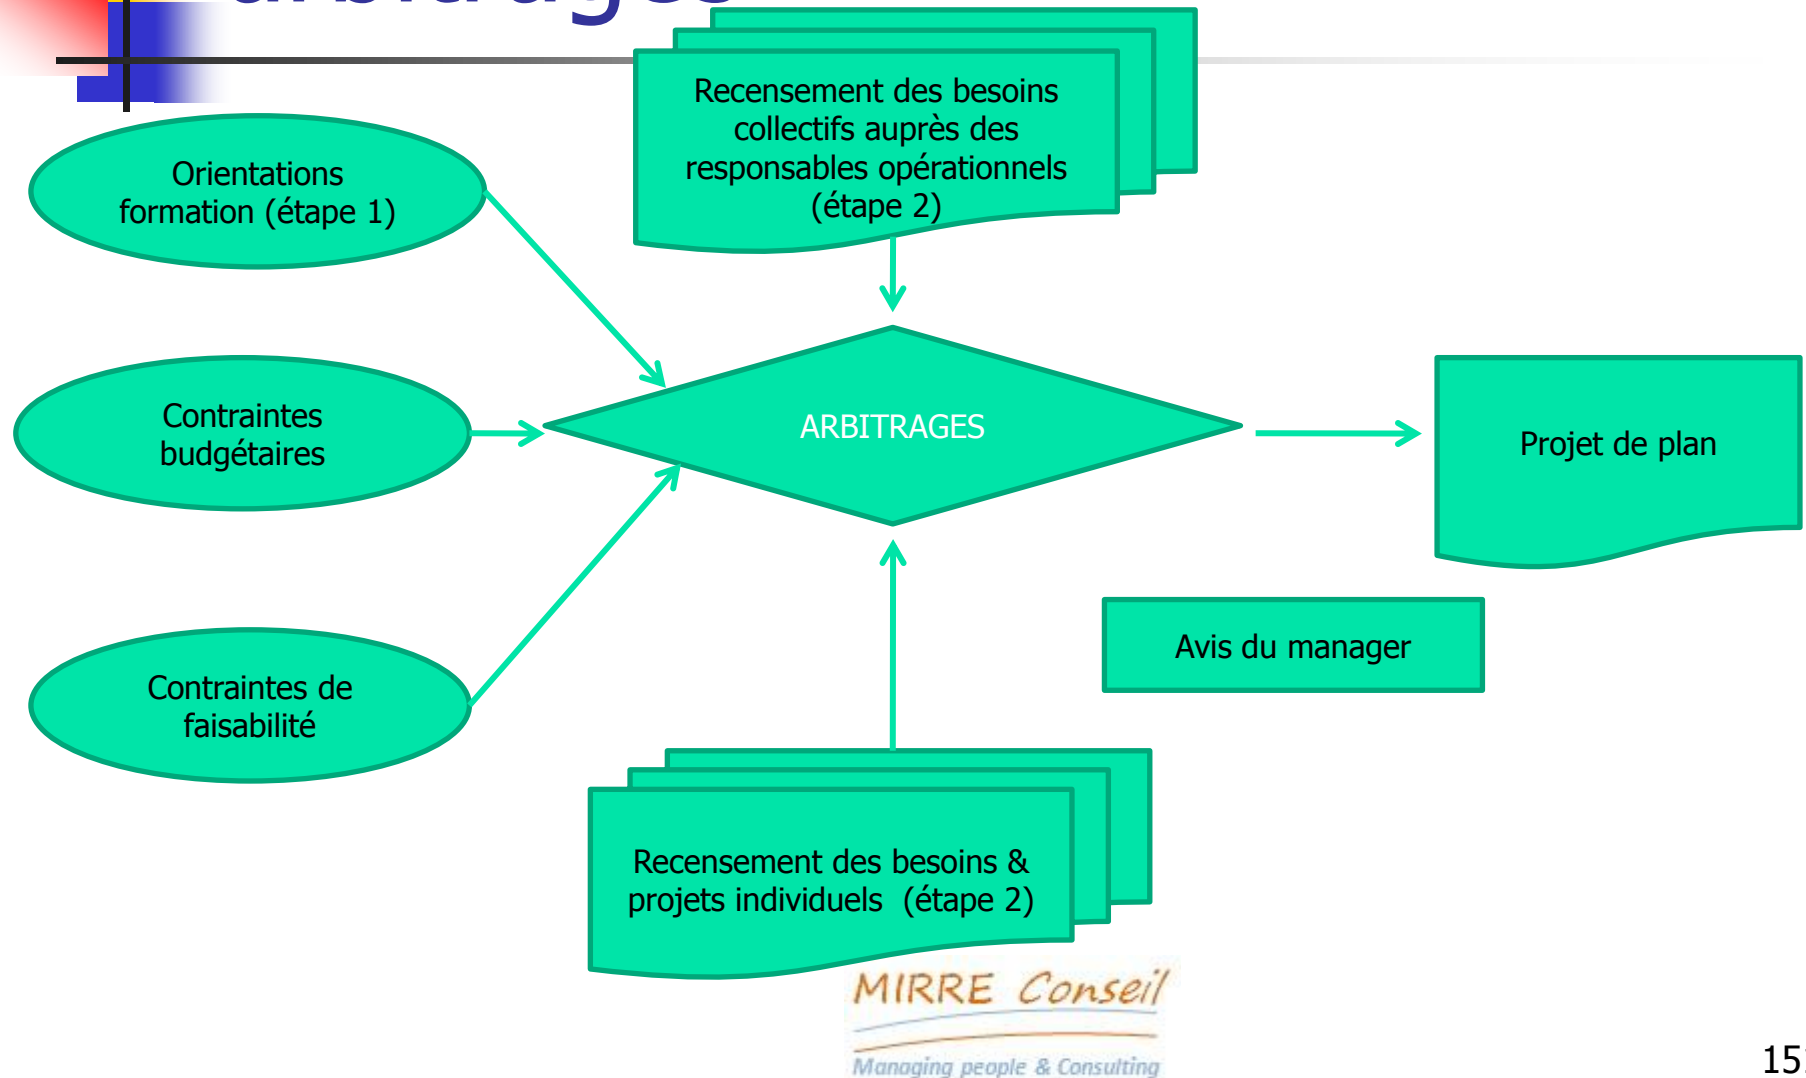 arbitrages
Recensement des besoins
collectifs auprès des
responsables opérationnels
(étape 2)
Orientations
formation (étape 1)
Contraintes
budgétaires
ARBITRAGES
Projet de plan
Avis du manager
Contraintes de
faisabilité
Recensement des besoins &
projets individuels (étape 2)
MIRRE Conseil
Managing people & Consulting